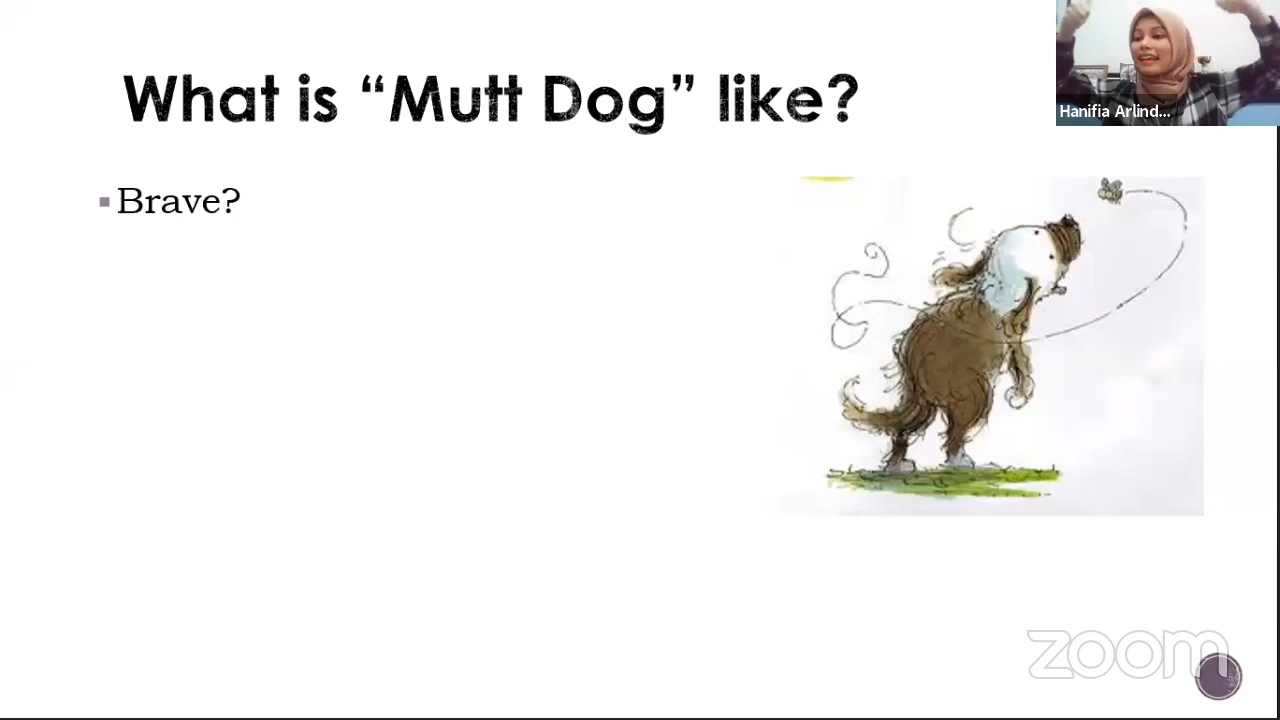 What is “Mutt Dog” like?
Hanifia Arlind...
▪ Brave?
zoom